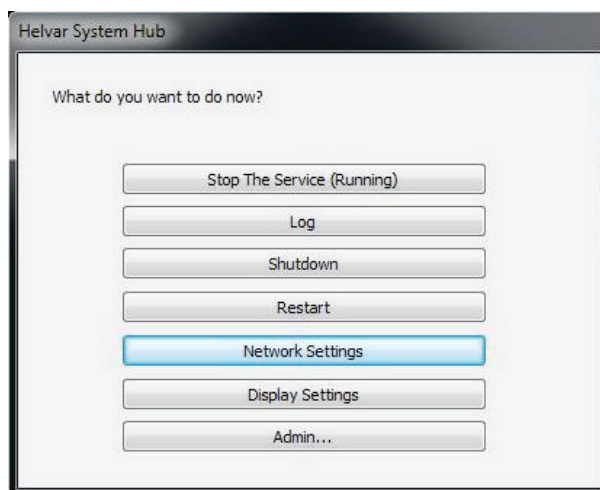 Helvar System Hub
What do you want to do now?
Stop The Service (Running)
Log
Shutdown
Restart
Network Settings
Display Settings
Admin...